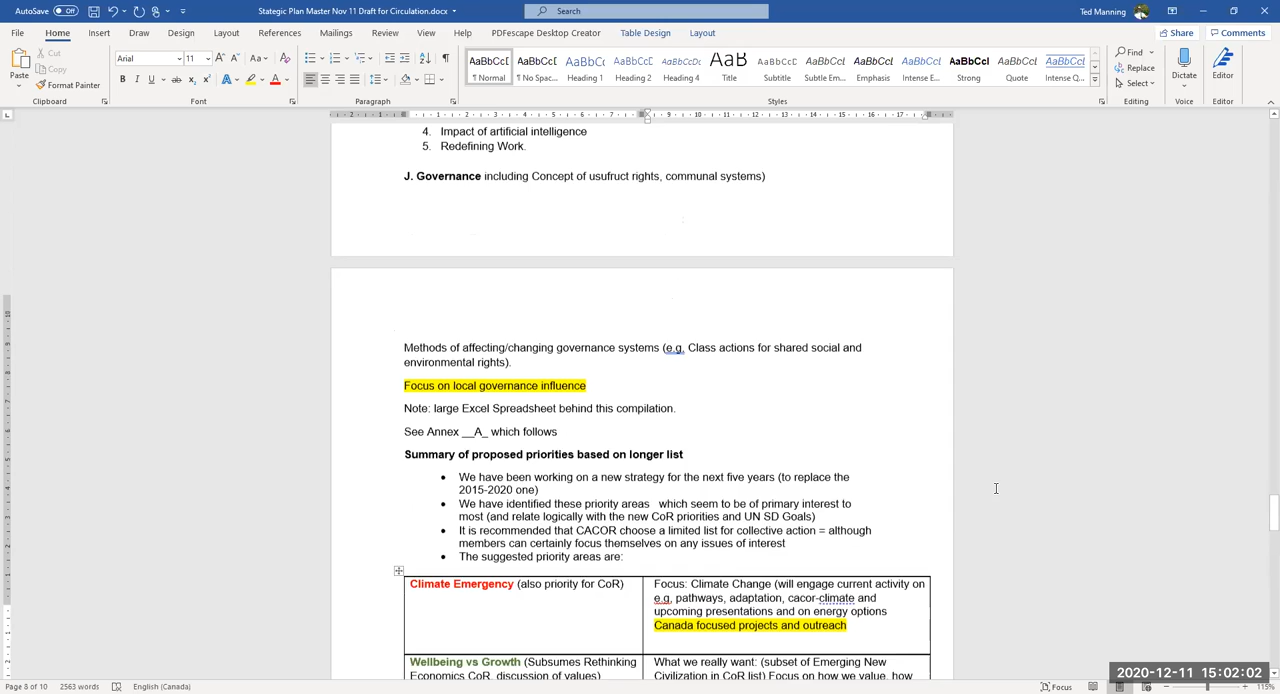 AutoSave Off Stategic Plan Master Nov 11 Draft for Circulation.docx Search Ted Manning
File Home Insert Draw Design Layout References Mailings Review View Help PDFescape Desktop Creator Table Design Layout Share Comments
Paste Cut Copy Format Painter
Clipboard
Arial 11
Font
Paragraph
AaBbCcI AaBbCcI AaBbCc AaBbCcI AaBbCcI AaB AaBbCcI AaBbCcI AaBbCcI AaBbCcI AaBbCcI AaBbCcI AaBbCcI
¶ Normal ¶ No Spac... Heading 1 Heading 2 Heading 4 Title Subtitle Subtle Em... Emphasis Intense E... Strong Quote Intense Q...
Styles
Find Replace Select
Editing
Dictate
Voice
Editor
Editor
4. Impact of artificial intelligence
5. Redefining Work.
J. Governance including Concept of usufruct rights, communal systems)
Methods of affecting/changing governance systems (e.g. Class actions for shared social and
environmental rights).
Focus on local governance influence
Note: large Excel Spreadsheet behind this compilation.
See Annex __A_ which follows
Summary of proposed priorities based on longer list
• We have been working on a new strategy for the next five years (to replace the
2015-2020 one)
• We have identified these priority areas which seem to be of primary interest to
most (and relate logically with the new CoR priorities and UN SD Goals)
• It is recommended that CACOR choose a limited list for collective action = although
members can certainly focus themselves on any issues of interest
• The suggested priority areas are:
Climate Emergency (also priority for CoR)
Focus: Climate Change (will engage current activity on
e.g, pathways, adaptation, cacor-climate and
upcoming presentations and on energy options
Canada focused projects and outreach
Wellbeing vs Growth (Subsumes Rethinking
Economics CoR, discussion of values)
What we really want: (subset of Emerging New
Civilization in CoR list) Focus on how we value, how
2020-12-11 15:02:02
Page 8 of 10 2563 words English (Canada) Focus 115%